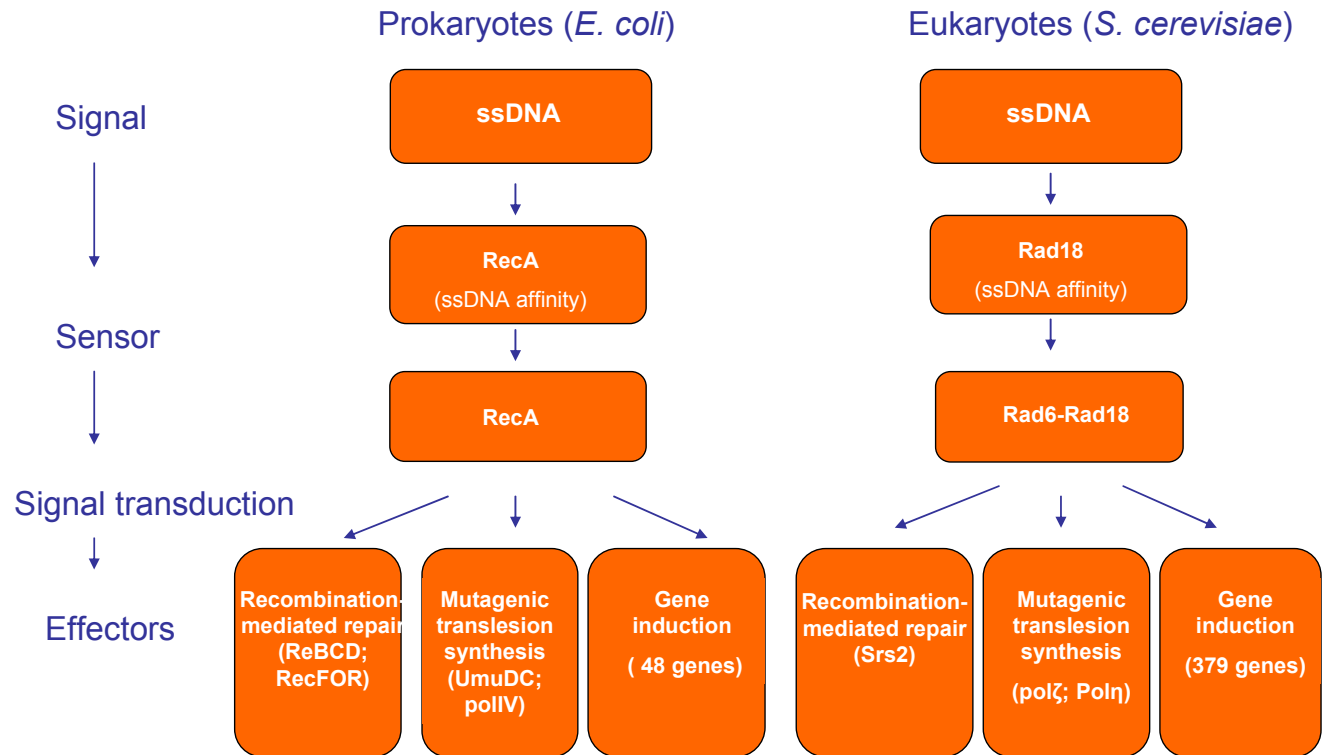 Prokaryotes (E. coli)
Eukaryotes (S. cerevisiae)
Signal
ssDNA
ssDNA
RecA
(ssDNA affinity)
Rad18
(ssDNA affinity)
Sensor
RecA
Rad6-Rad18
Signal transduction
Effectors
Recombination-
mediated repair
(ReBCD;
RecFOR)
Mutagenic
translesion
synthesis
(UmuDC;
polIV)
Gene
induction
( 48 genes)
Recombination-
mediated repair
(Srs2)
Mutagenic
translesion
synthesis
(polζ; Polη)
Gene
induction
(379 genes)